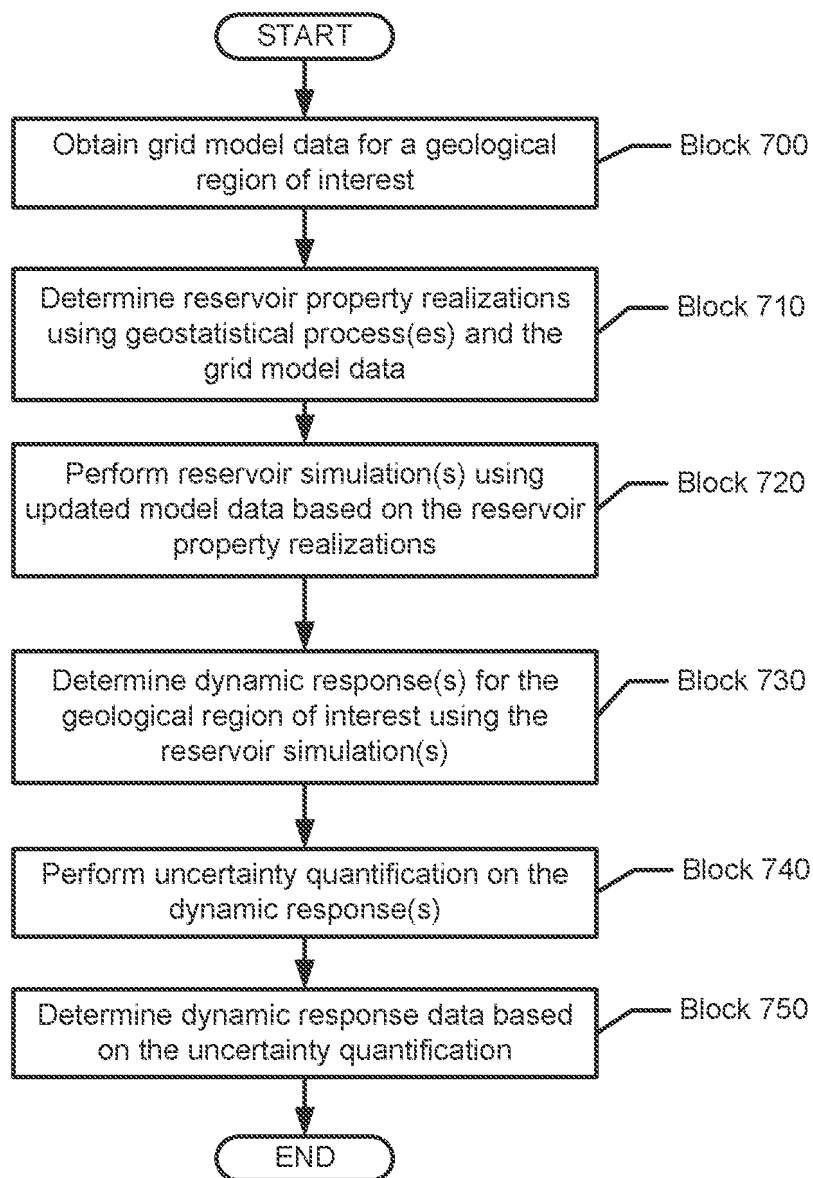 START
Obtain grid model data for a geological
region of interest
Block 700
Determine reservoir property realizations
using geostatistical process(es) and the
grid model data
Block 710
Perform reservoir simulation(s) using
updated model data based on the reservoir
property realizations
Block 720
Determine dynamic response(s) for the
geological region of interest using the
reservoir simulation(s)
Block 730
Perform uncertainty quantification on the
dynamic response(s)
Block 740
Determine dynamic response data based
on the uncertainty quantification
Block 750
END